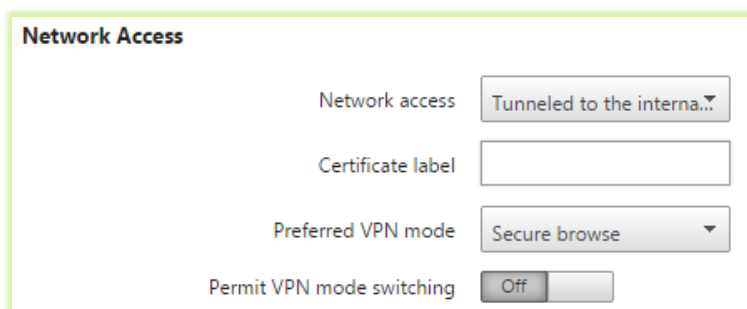 Network Access
Network access Tunneled to the interna...
Certificate label
Preferred VPN mode Secure browse
Permit VPN mode switching Off